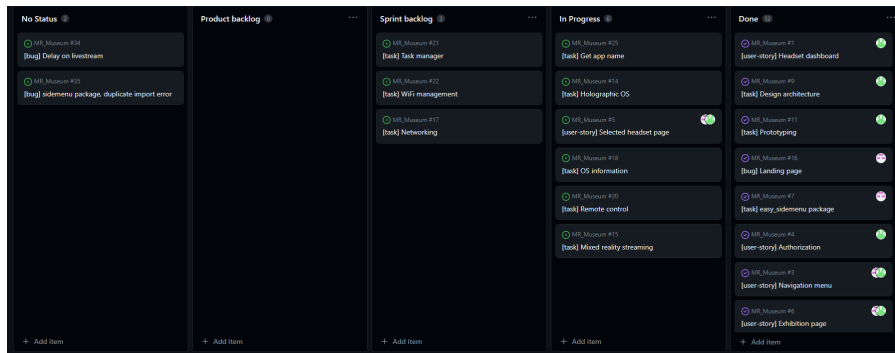 No Status 2
MR_Museum #34
[bug] Delay on livestream
MR_Museum #35
[bug] sidemenu package, duplicate import error
+ Add item
Product backlog 0
+ Add item
Sprint backlog 3
MR_Museum #21
[task] Task manager
MR_Museum #22
[task] WiFi management
MR_Museum #17
[task] Networking
+ Add item
In Progress 6
MR_Museum #25
[task] Get app name
MR_Museum #14
[task] Holographic OS
MR_Museum #5
[user-story] Selected headset page
MR_Museum #18
[task] OS information
MR_Museum #20
[task] Remote control
MR_Museum #15
[task] Mixed reality streaming
+ Add item
Done 12
MR_Museum #1
[user-story] Headset dashboard
MR_Museum #9
[task] Design architecture
MR_Museum #11
[task] Prototyping
MR_Museum #16
[bug] Landing page
MR_Museum #7
[task] easy_sidemenu package
MR_Museum #4
[user-story] Authorization
MR_Museum #3
[user-story] Navigation menu
MR_Museum #6
[user-story] Exhibition page
+ Add item